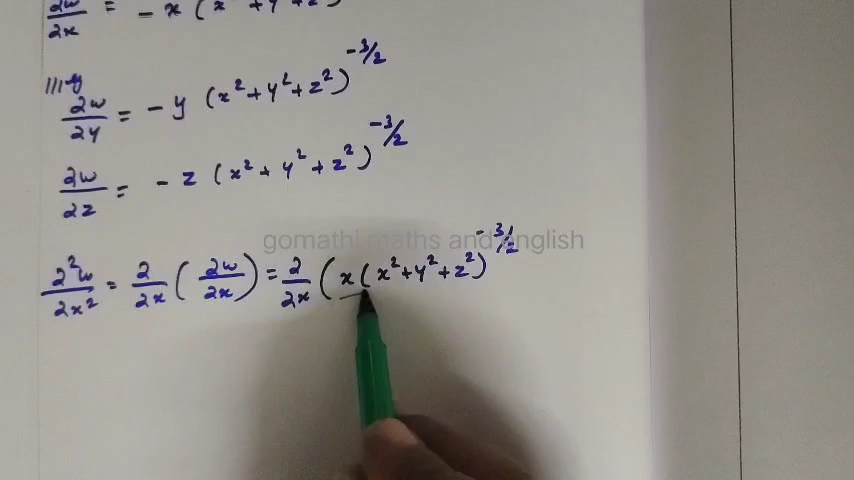 ∂w/∂x = - x ( x² + y² + z²)
|||ly
∂w/∂y = - y (x² + y² + z²)^-3/2
∂w/∂z = - z (x² + y² + z²)^-3/2
gomathi maths and english
∂²w/∂x² = ∂/∂x ( ∂w/∂x ) = ∂/∂x ( x ( x² + y² + z²)^-3/2